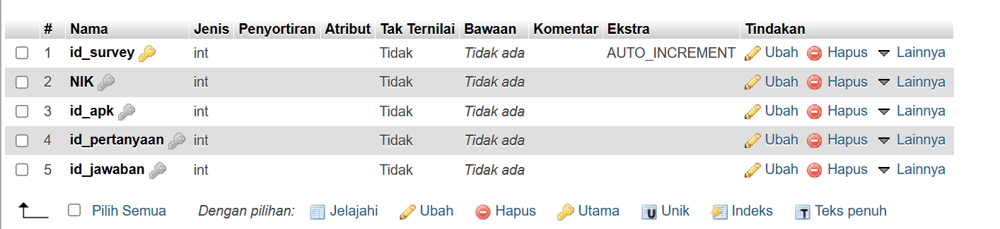 # Nama Jenis Penyortiran Atribut Tak Ternilai Bawaan Komentar Ekstra Tindakan
1 id_survey int Tidak Tidak ada AUTO_INCREMENT Ubah Hapus Lainnya
2 NIK int Tidak Tidak ada Ubah Hapus Lainnya
3 id_apk int Tidak Tidak ada Ubah Hapus Lainnya
4 id_pertanyaan int Tidak Tidak ada Ubah Hapus Lainnya
5 id_jawaban int Tidak Tidak ada Ubah Hapus Lainnya
Pilih Semua Dengan pilihan: Jelajahi Ubah Hapus Utama U Unik Indeks T Teks penuh